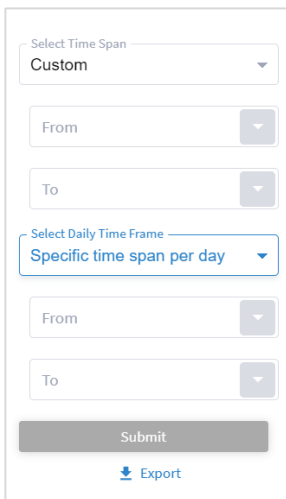 Select Time Span
Custom
From
To
Select Daily Time Frame
Specific time span per day
From
To
Submit
Export